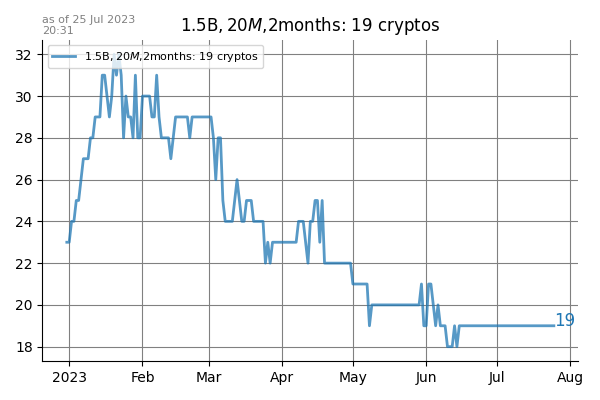 as of 25 Jul 2023
20:31
1.5B, 20M,2months: 19 cryptos
1.5B, 20M,2months: 19 cryptos
32
30
28
26
24
22
20
18
19
2023 Feb Mar Apr May Jun Jul Aug